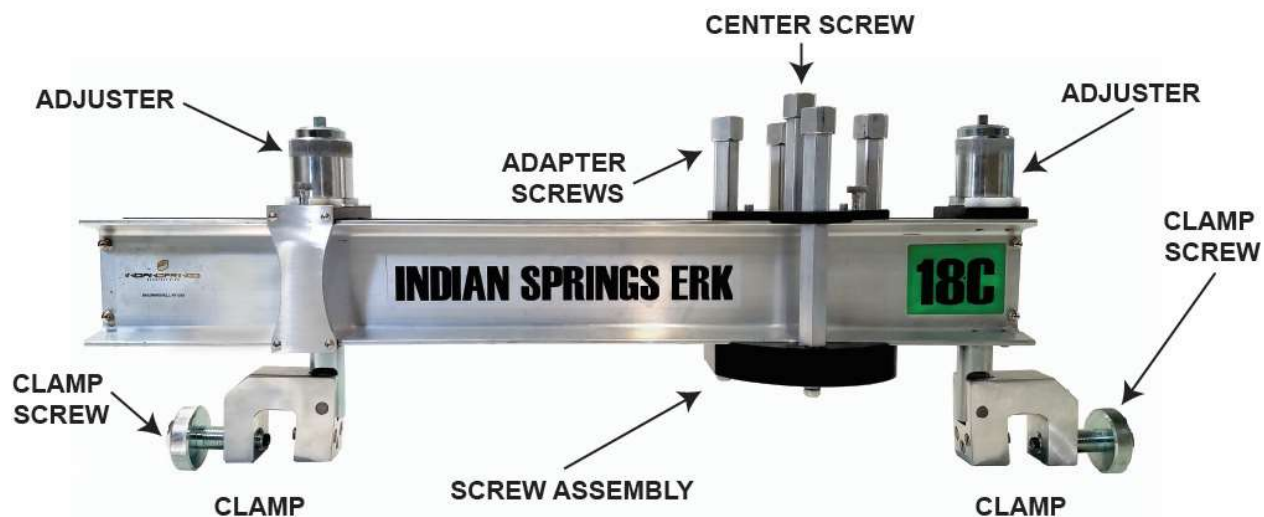 CENTER SCREW
ADJUSTER
ADJUSTER
ADAPTER
SCREWS
CLAMP
SCREW
INDIAN SPRINGS ERK
18C
CLAMP
SCREW
SCREW ASSEMBLY
CLAMP
CLAMP